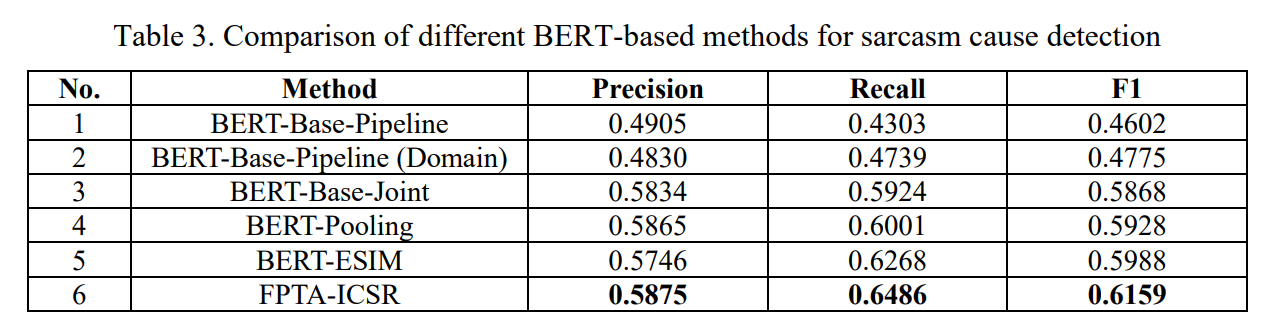 Table 3. Comparison of different BERT-based methods for sarcasm cause detection
No. Method Precision Recall F1
1 BERT-Base-Pipeline 0.4905 0.4303 0.4602
2 BERT-Base-Pipeline (Domain) 0.4830 0.4739 0.4775
3 BERT-Base-Joint 0.5834 0.5924 0.5868
4 BERT-Pooling 0.5865 0.6001 0.5928
5 BERT-ESIM 0.5746 0.6268 0.5988
6 FPTA-ICSR 0.5875 0.6486 0.6159